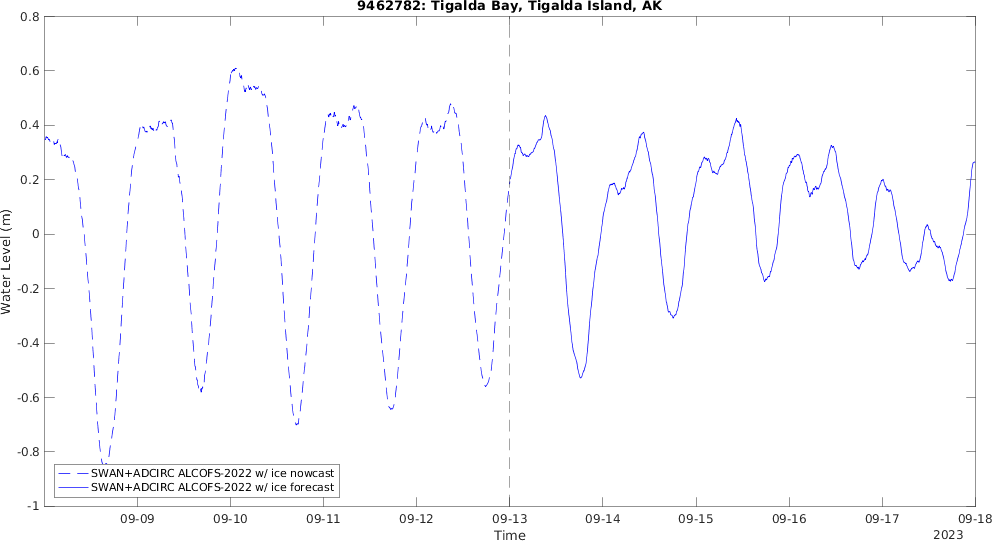 9462782: Tigalda Bay, Tigalda Island, AK
0.8
0.6
0.4
0.2
0
-0.2
-0.4
-0.6
-0.8
-1
Water Level (m)
SWAN+ADCIRC ALCOFS-2022 w/ ice nowcast
SWAN+ADCIRC ALCOFS-2022 w/ ice forecast
09-09 09-10 09-11 09-12 09-13 09-14 09-15 09-16 09-17 09-18
Time
2023